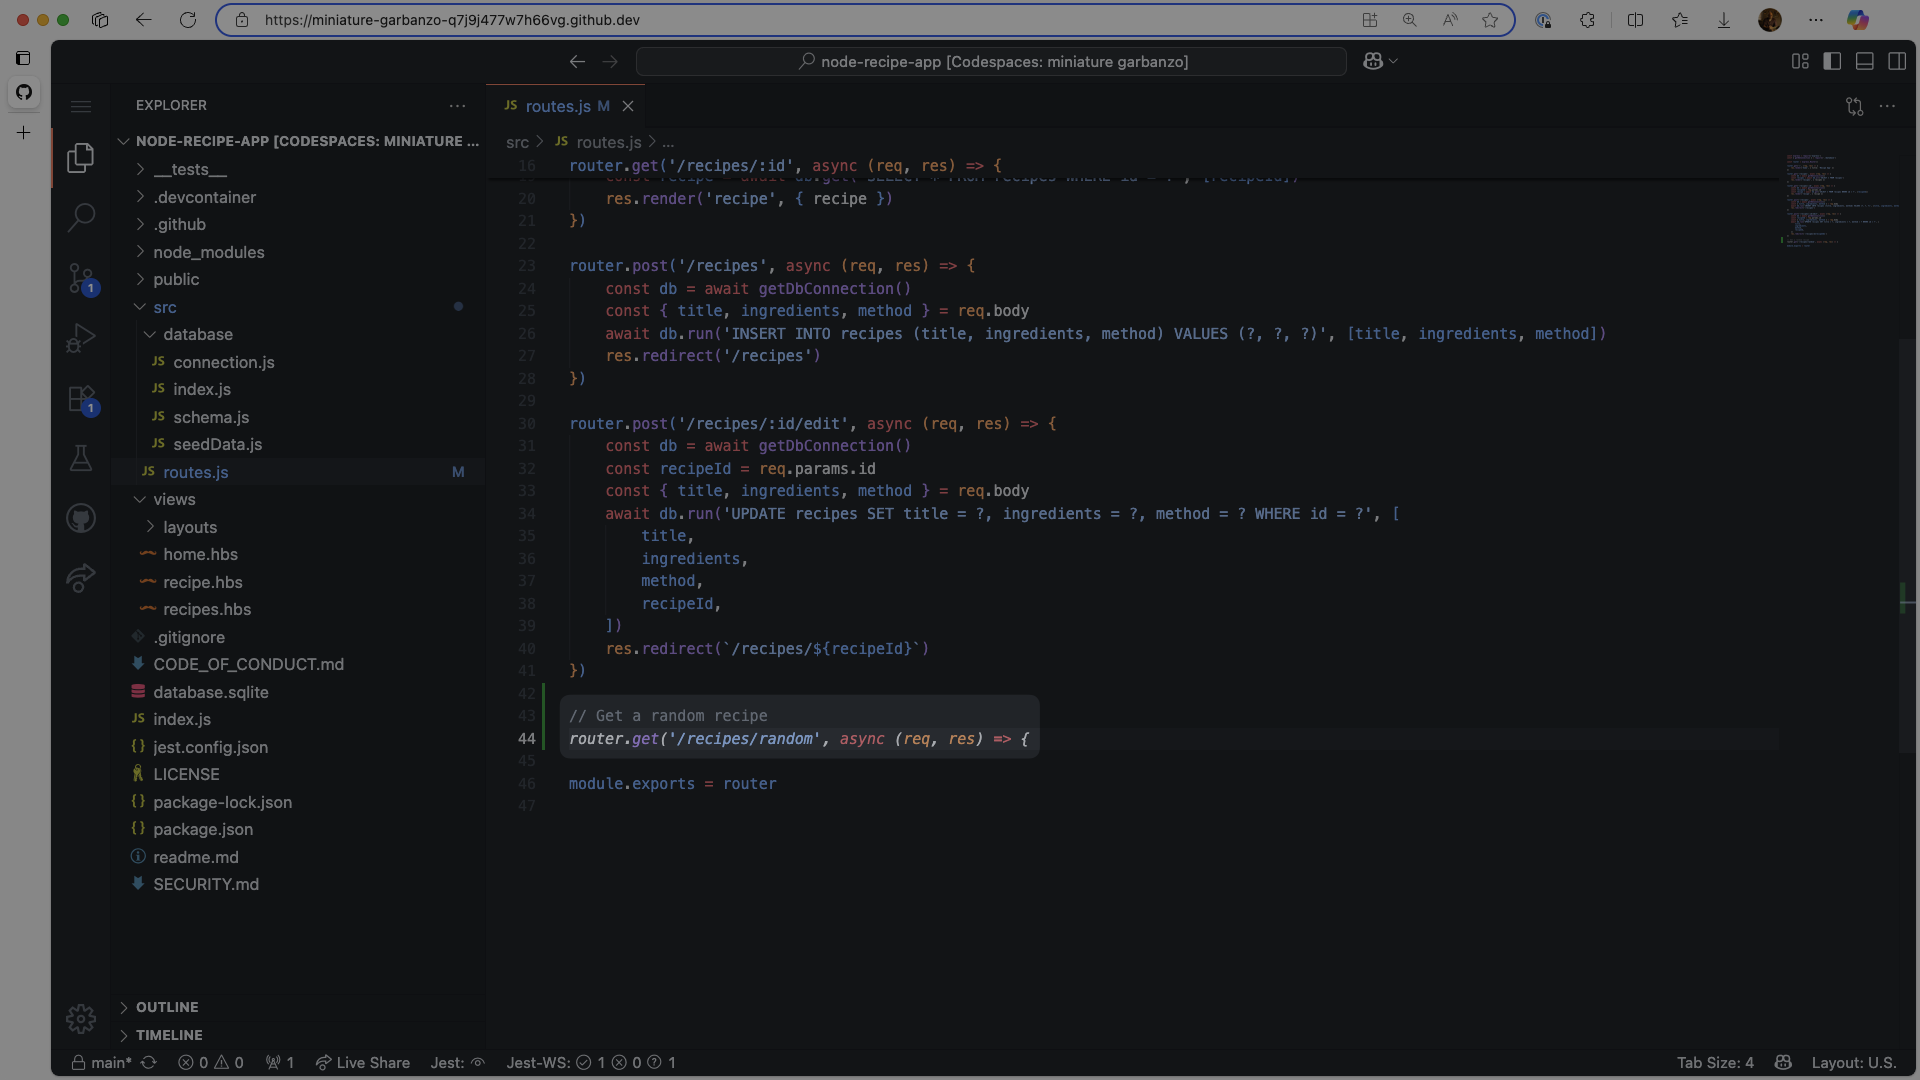 https://miniature-garbanzo-q7j9j477w7h66vg.github.dev
node-recipe-app [Codespaces: miniature garbanzo]
EXPLORER
NODE-RECIPE-APP [CODESPACES: MINIATURE ...
__tests__
.devcontainer
.github
node_modules
public
src
database
JS connection.js
JS index.js
JS schema.js
JS seedData.js
JS routes.js M
views
layouts
home.hbs
recipe.hbs
recipes.hbs
.gitignore
CODE_OF_CONDUCT.md
database.sqlite
JS index.js
{} jest.config.json
LICENSE
{} package-lock.json
{} package.json
readme.md
SECURITY.md
OUTLINE
TIMELINE
1
1
JS routes.js M
src > JS routes.js > ...
16 router.get('/recipes/:id', async (req, res) => {
20 res.render('recipe', { recipe })
21 })
22
23 router.post('/recipes', async (req, res) => {
24 const db = await getDbConnection()
25 const { title, ingredients, method } = req.body
26 await db.run('INSERT INTO recipes (title, ingredients, method) VALUES (?, ?, ?)', [title, ingredients, method])
27 res.redirect('/recipes')
28 })
29
30 router.post('/recipes/:id/edit', async (req, res) => {
31 const db = await getDbConnection()
32 const recipeId = req.params.id
33 const { title, ingredients, method } = req.body
34 await db.run('UPDATE recipes SET title = ?, ingredients = ?, method = ? WHERE id = ?', [
35 title,
36 ingredients,
37 method,
38 recipeId,
39 ])
40 res.redirect(`/recipes/${recipeId}`)
41 })
42
43 // Get a random recipe
44 router.get('/recipes/random', async (req, res) => {
45
46 module.exports = router
47
main* 0 0 1 Live Share Jest: Jest-WS: 1 0 1 Tab Size: 4 Layout: U.S.